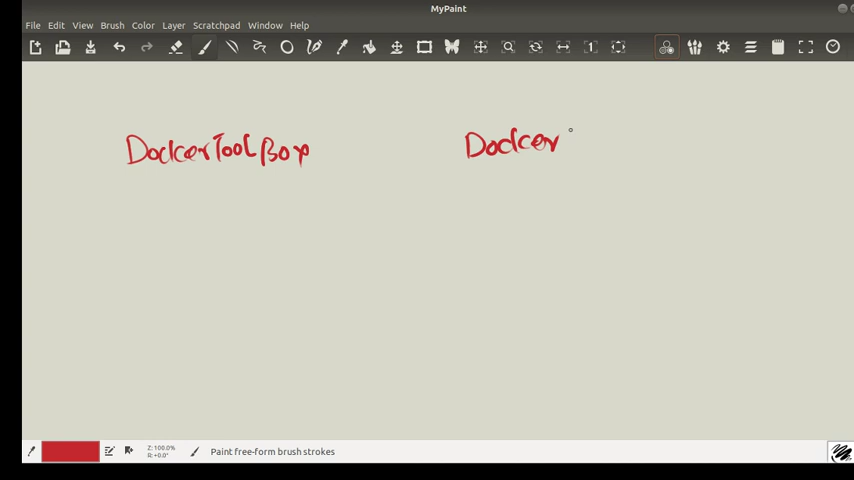 MyPaint
File Edit View Brush Color Layer Scratchpad Window Help
DockerToolBox Docker
Z: 100.0%
R: +0.0°
Paint free-form brush strokes